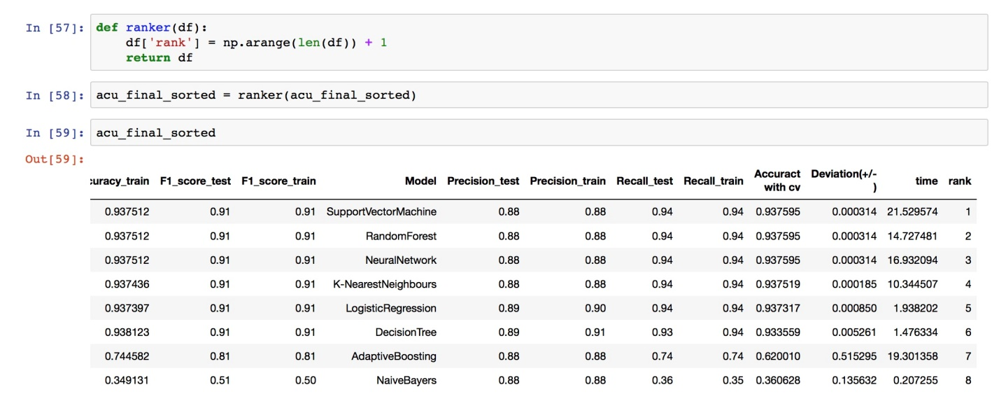 In [57]: def ranker(df):
df['rank'] = np.arange(len(df)) + 1
return df
In [58]: acu_final_sorted = ranker(acu_final_sorted)
In [59]: acu_final_sorted
Out[59]:
curacy_train F1_score_test F1_score_train Model Precision_test Precision_train Recall_test Recall_train Accuract with cv Deviation(+/-) time rank
0.937512 0.91 0.91 SupportVectorMachine 0.88 0.88 0.94 0.94 0.937595 0.000314 21.529574 1
0.937512 0.91 0.91 RandomForest 0.88 0.88 0.94 0.94 0.937595 0.000314 14.727481 2
0.937512 0.91 0.91 NeuralNetwork 0.88 0.88 0.94 0.94 0.937595 0.000314 16.932094 3
0.937436 0.91 0.91 K-NearestNeighbours 0.88 0.88 0.94 0.94 0.937519 0.000185 10.344507 4
0.937397 0.91 0.91 LogisticRegression 0.89 0.90 0.94 0.94 0.937317 0.000850 1.938202 5
0.938123 0.91 0.91 DecisionTree 0.89 0.91 0.93 0.94 0.933559 0.005261 1.476334 6
0.744582 0.81 0.81 AdaptiveBoosting 0.88 0.88 0.74 0.74 0.620010 0.515295 19.301358 7
0.349131 0.51 0.50 NaiveBayers 0.88 0.88 0.36 0.35 0.360628 0.135632 0.207255 8